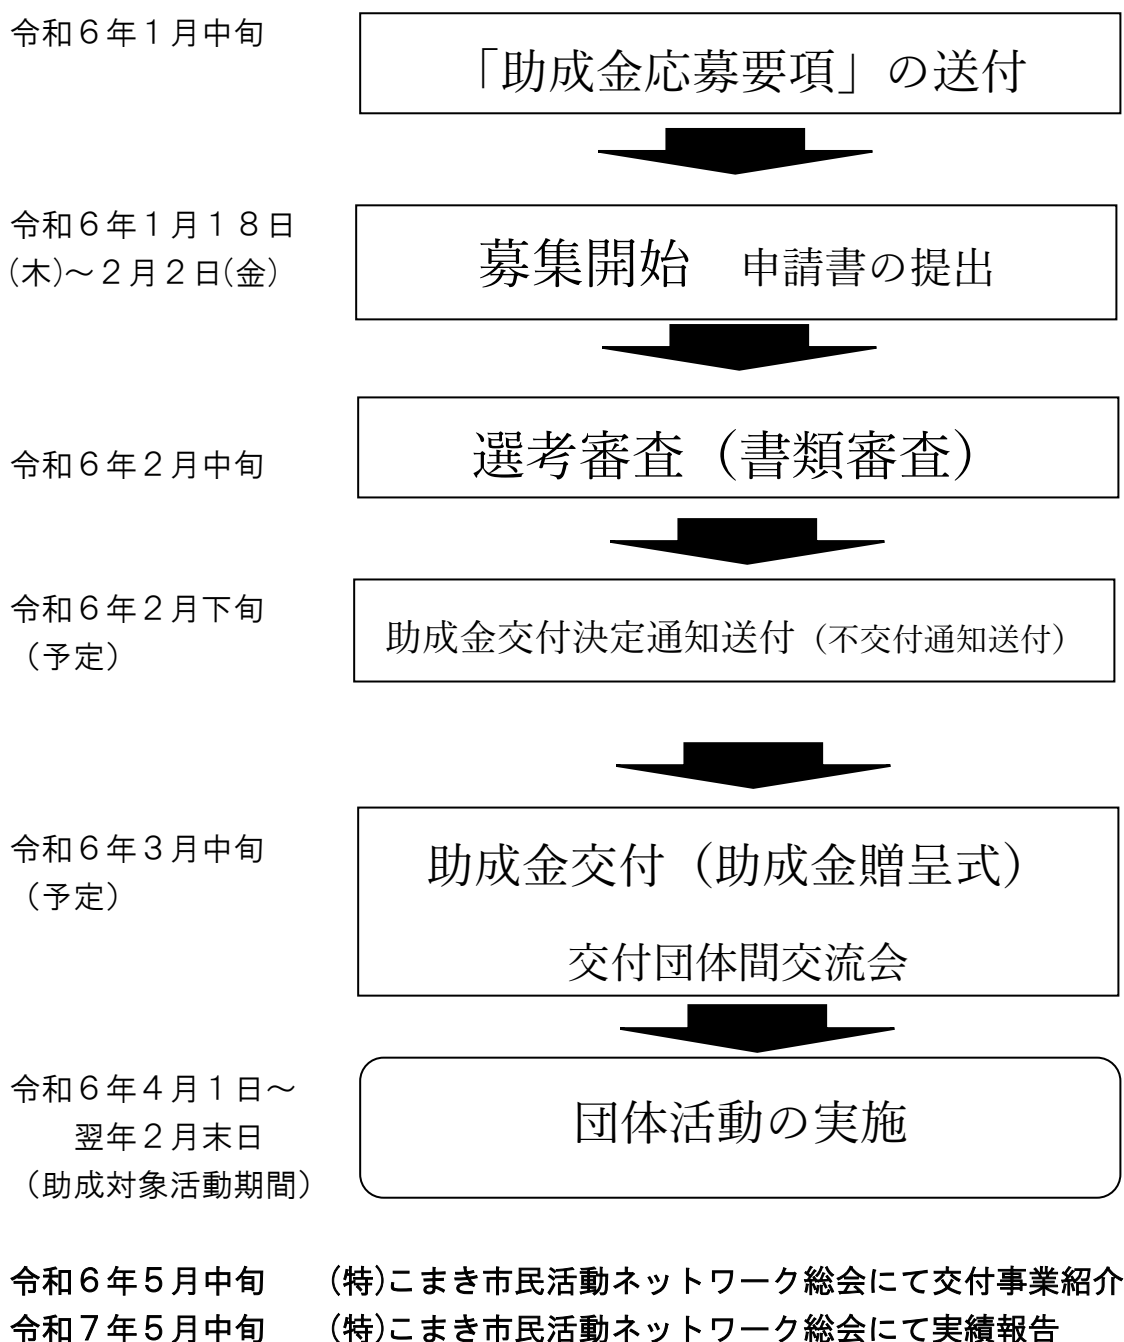 令和６年１月中旬
「助成金応募要項」の送付
令和６年１月１８日
(木)～２月２日(金)
募集開始　申請書の提出
令和６年２月中旬
選考審査（書類審査）
令和６年２月下旬
（予定）
助成金交付決定通知送付（不交付通知送付）
令和６年３月中旬
（予定）
助成金交付（助成金贈呈式）
交付団体間交流会
令和６年４月１日～
翌年２月末日
（助成対象活動期間）
団体活動の実施
令和６年５月中旬　　(特)こまき市民活動ネットワーク総会にて交付事業紹介
令和７年５月中旬　　(特)こまき市民活動ネットワーク総会にて実績報告